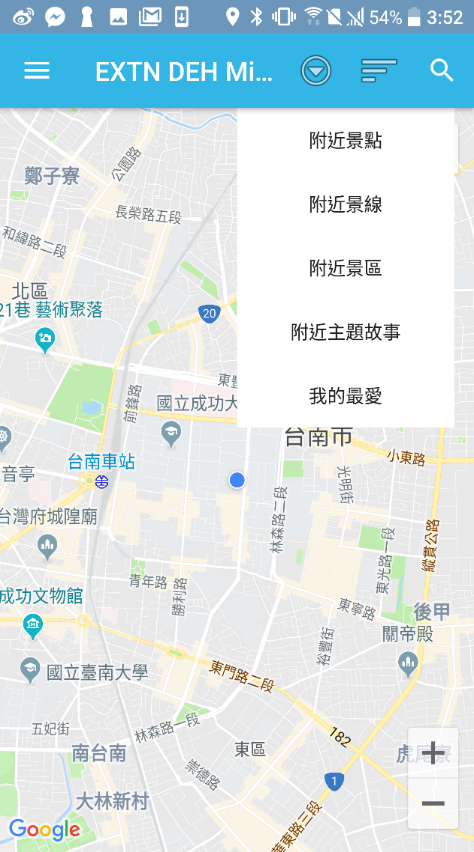 54% 3:52
EXTN DEH Mi...
附近景點
附近景線
附近景區
附近主題故事
我的最愛
鄭子寮
公園路
長榮路五段
和緯路二段
北區
21巷 藝術聚落
20
前鋒路
東豐
國立成功大
台南市
小東路
音亭
台南車站
光明街
台灣府城隍廟
林森路二段
縱貫公路
東光路一段
青年路
勝利路
成功文物館
東寧路
後甲
關帝殿
裕豐街
國立臺南大學
東門路二段
五妃街
林森路一段
182
南台南
東區
虎尾寮
崇德路
1
大林新村
華東路三段
Google